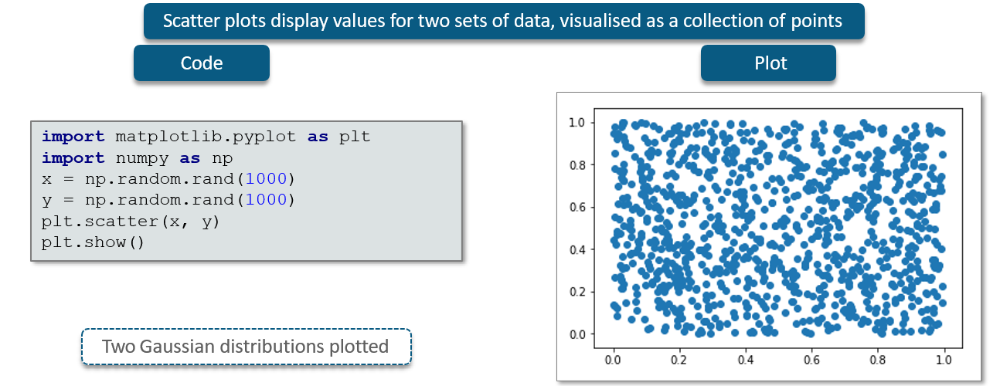 Scatter plots display values for two sets of data, visualised as a collection of points
Code
Plot
import matplotlib.pyplot as plt
import numpy as np
x = np.random.rand(1000)
y = np.random.rand(1000)
plt.scatter(x, y)
plt.show()
Two Gaussian distributions plotted
1.0
0.8
0.6
0.4
0.2
0.0
0.0 0.2 0.4 0.6 0.8 1.0